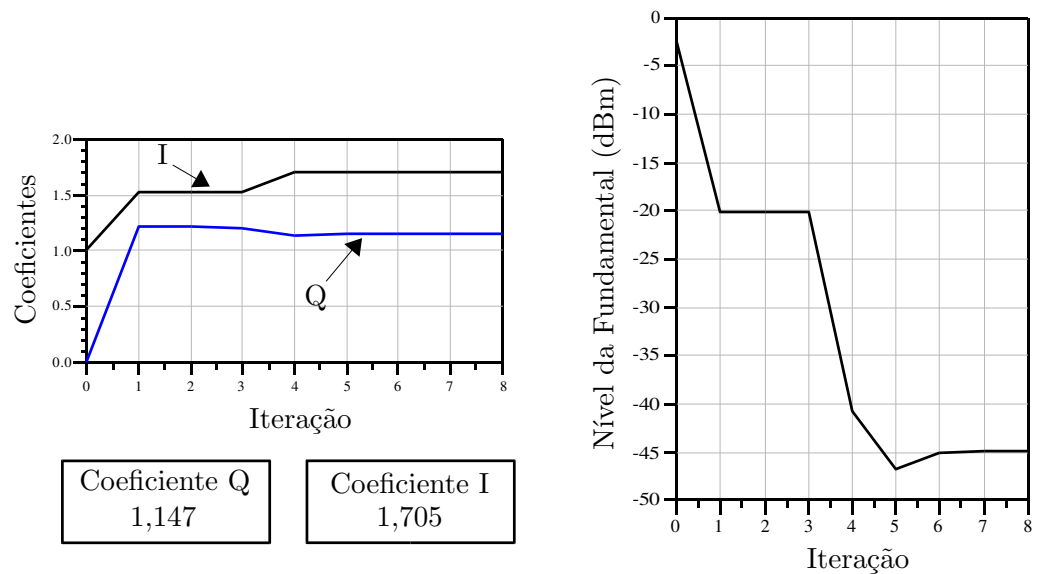 2.0
1.5
1.0
0.5
0.0
Coeficientes
I
Q
0 1 2 3 4 5 6 7 8
Iteração
Coeficiente Q
1,147
Coeficiente I
1,705
0
-5
-10
-15
-20
-25
-30
-35
-40
-45
-50
Nível da Fundamental (dBm)
0 1 2 3 4 5 6 7 8
Iteração